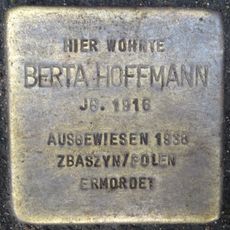 HIER WOHNTE
BERTA HOFFMANN
JG. 1916
AUSGEWIESEN 1938
ZBASZYN/POLEN
ERMORDET